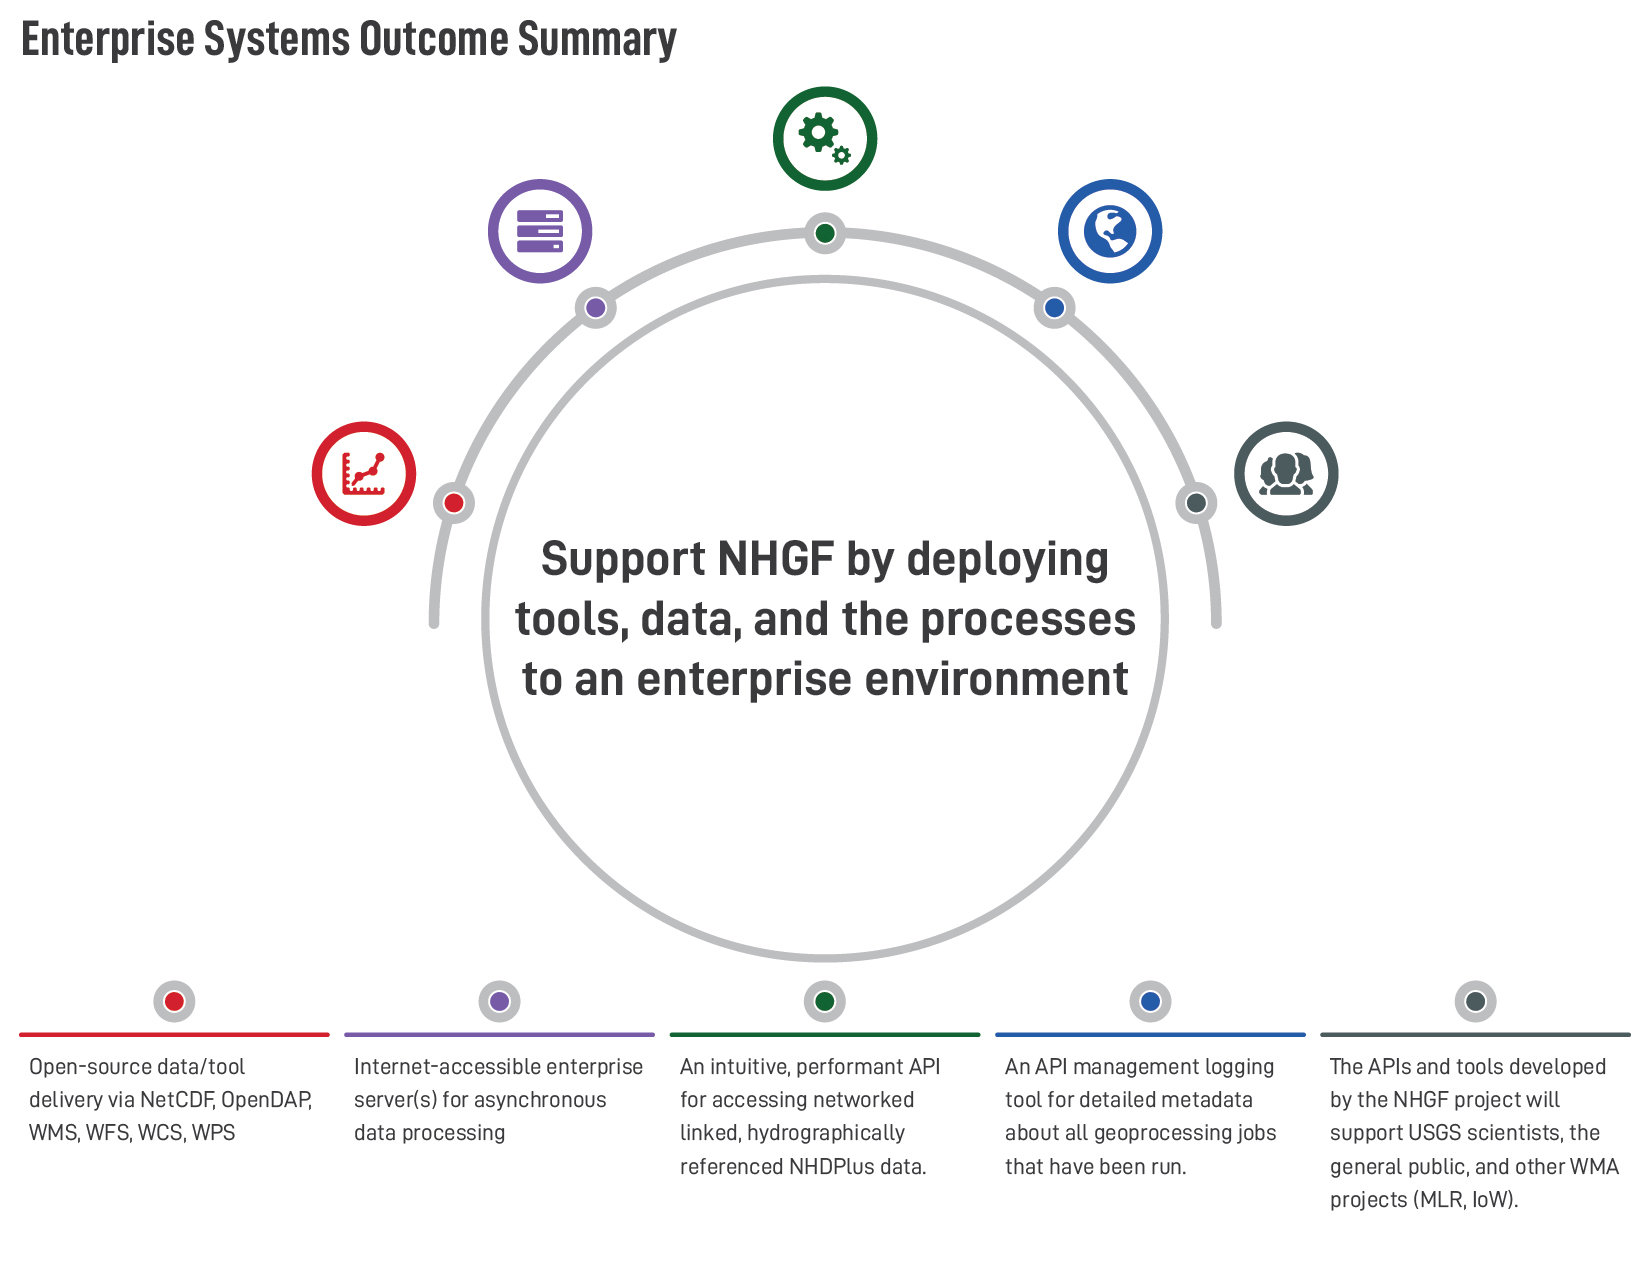 Enterprise Systems Outcome Summary
Support NHGF by deploying
tools, data, and the processes
to an enterprise environment
Open-source data/tool
delivery via NetCDF, OpenDAP,
WMS, WFS, WCS, WPS
Internet-accessible enterprise
server(s) for asynchronous
data processing
An intuitive, performant API
for accessing networked
linked, hydrographically
referenced NHDPlus data.
An API management logging
tool for detailed metadata
about all geoprocessing jobs
that have been run.
The APIs and tools developed
by the NHGF project will
support USGS scientists, the
general public, and other WMA
projects (MLR, IoW).